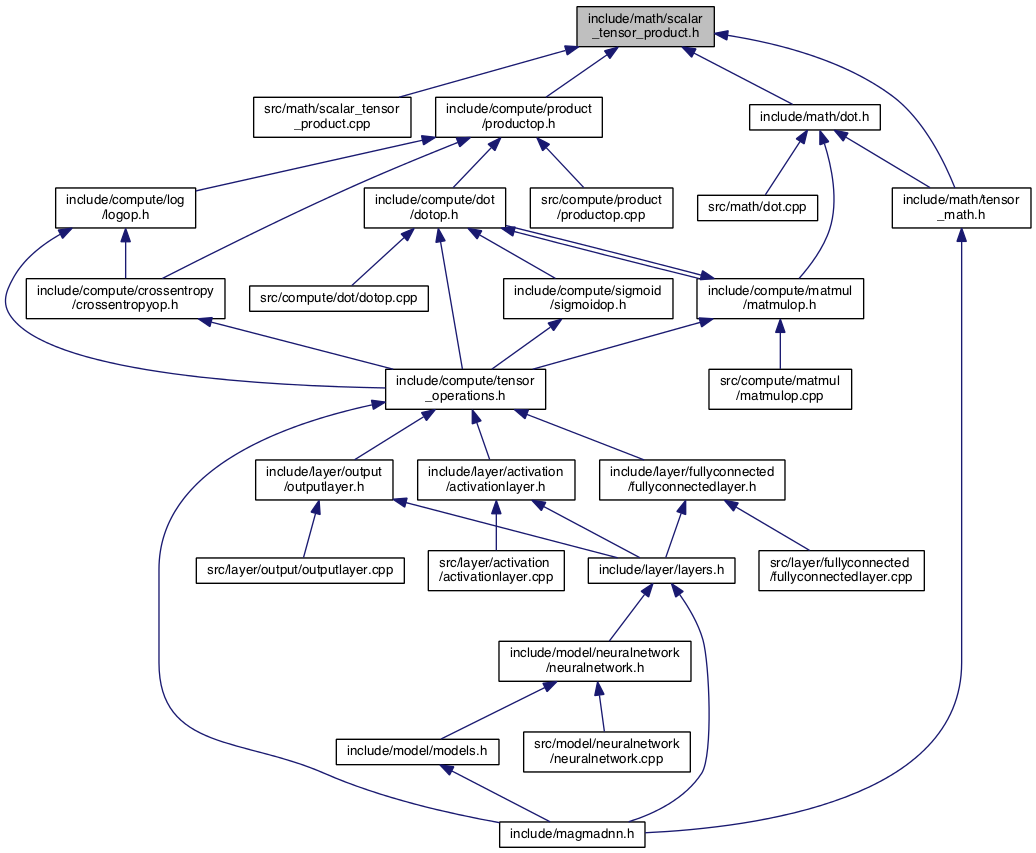 include/math/scalar
_tensor_product.h
src/math/scalar_tensor
_product.cpp
include/compute/product
/productop.h
include/math/dot.h
include/compute/log
/logop.h
include/compute/dot
/dotop.h
src/compute/product
/productop.cpp
src/math/dot.cpp
include/math/tensor
_math.h
include/compute/crossentropy
/crossentropyop.h
src/compute/dot/dotop.cpp
include/compute/sigmoid
/sigmoidop.h
include/compute/matmul
/matmulop.h
include/compute/tensor
_operations.h
src/compute/matmul
/matmulop.cpp
include/layer/output
/outputlayer.h
include/layer/activation
/activationlayer.h
include/layer/fullyconnected
/fullyconnectedlayer.h
src/layer/output/outputlayer.cpp
src/layer/activation
/activationlayer.cpp
include/layer/layers.h
src/layer/fullyconnected
/fullyconnectedlayer.cpp
include/model/neuralnetwork
/neuralnetwork.h
include/model/models.h
src/model/neuralnetwork
/neuralnetwork.cpp
include/magmadnn.h